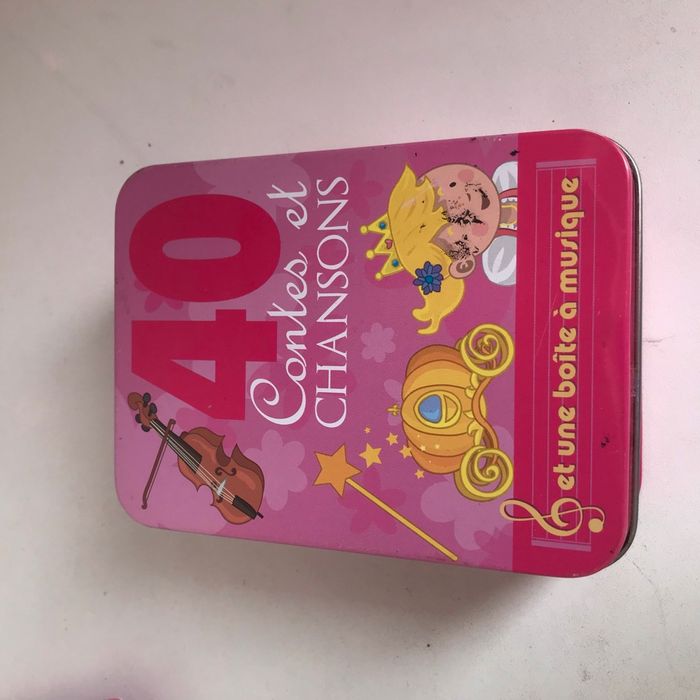 40
Contes et
CHANSONS
et une boîte à musique